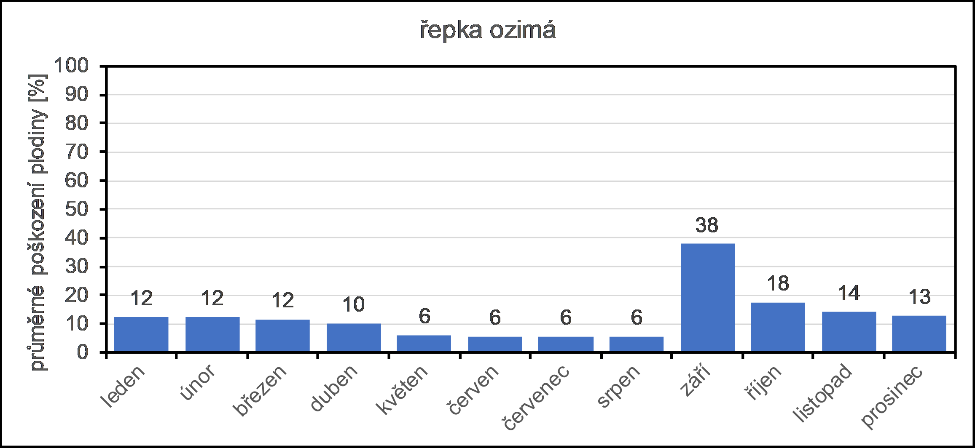 řepka ozimá
průměrné poškození plodiny [%]
100
90
80
70
60
50
40
30
20
10
0
12 12 12 10 6 6 6 6 38 18 14 13
leden únor březen duben květen červen červenec srpen září říjen listopad prosinec